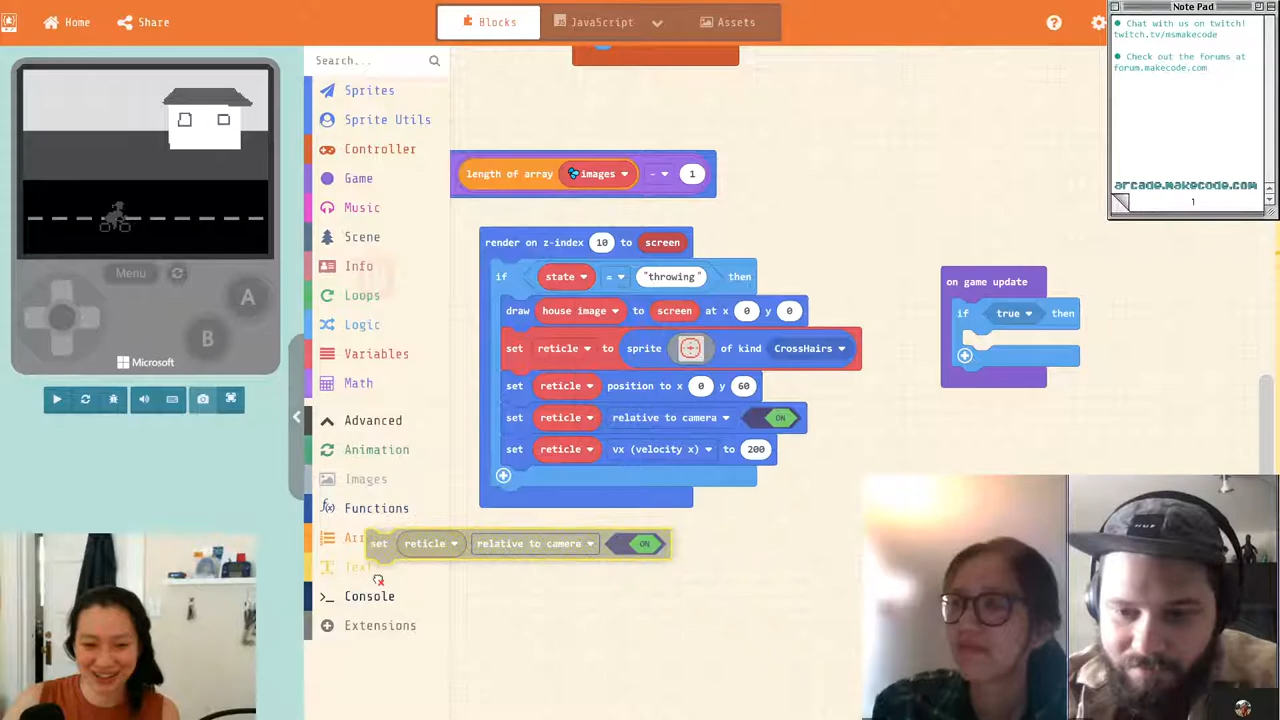 Home
Share
Blocks
JavaScript
Assets
Note Pad
Chat with us on twitch!
twitch.tv/msmakecode
Check out the forums at
forum.makecode.com
arcade.makecode.com
1
Menu
A
B
Microsoft
Search...
Sprites
Sprite Utils
Controller
Game
Music
Scene
Info
Loops
Logic
Variables
Math
Advanced
Animation
Images
Functions
Arr
Text
Console
Extensions
length of array images - 1
render on z-index 10 to screen
if state = "throwing" then
draw house image to screen at x 0 y 0
set reticle to sprite of kind CrossHairs
set reticle position to x 0 y 60
set reticle relative to camera ON
set reticle vx (velocity x) to 200
set reticle relative to camera ON
on game update
if true then